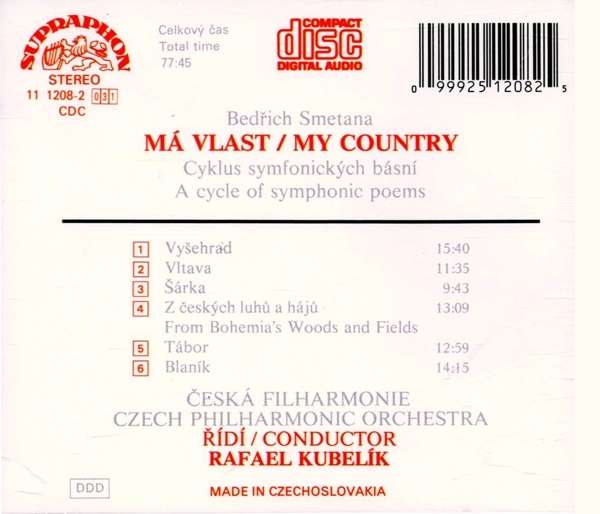 SUPRAPHON
STEREO
11 1208-2 031
CDC
Celkový čas
Total time
77:45
COMPACT
disc
DIGITAL AUDIO
0 99925 12082 5
Bedřich Smetana
MÁ VLAST / MY COUNTRY
Cyklus symfonických básní
A cycle of symphonic poems
1 Vyšehrad 15:40
2 Vltava 11:35
3 Šárka 9:43
4 Z českých luhů a hájů 13:09
From Bohemia's Woods and Fields
5 Tábor 12:59
6 Blaník 14:15
ČESKÁ FILHARMONIE
CZECH PHILHARMONIC ORCHESTRA
ŘÍDÍ / CONDUCTOR
RAFAEL KUBELÍK
DDD
MADE IN CZECHOSLOVAKIA